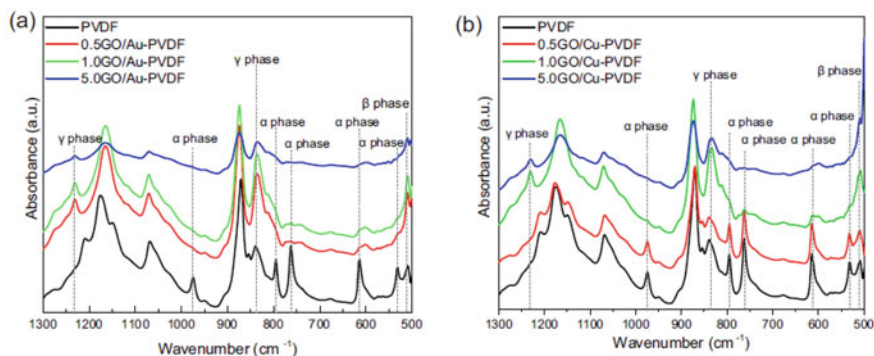 (a)
PVDF
0.5GO/Au-PVDF
1.0GO/Au-PVDF
5.0GO/Au-PVDF
γ phase
β phase
α phase
α phase
γ phase
α phase
α phase
α phase
Absorbance (a.u.)
1300 1200 1100 1000 900 800 700 600 500
Wavenumber (cm⁻¹)
(b)
PVDF
0.5GO/Cu-PVDF
1.0GO/Cu-PVDF
5.0GO/Cu-PVDF
γ phase
β phase
α phase
α phase
γ phase
α phase
α phase
α phase
Absorbance (a.u.)
1300 1200 1100 1000 900 800 700 600 500
Wavenumber (cm⁻¹)